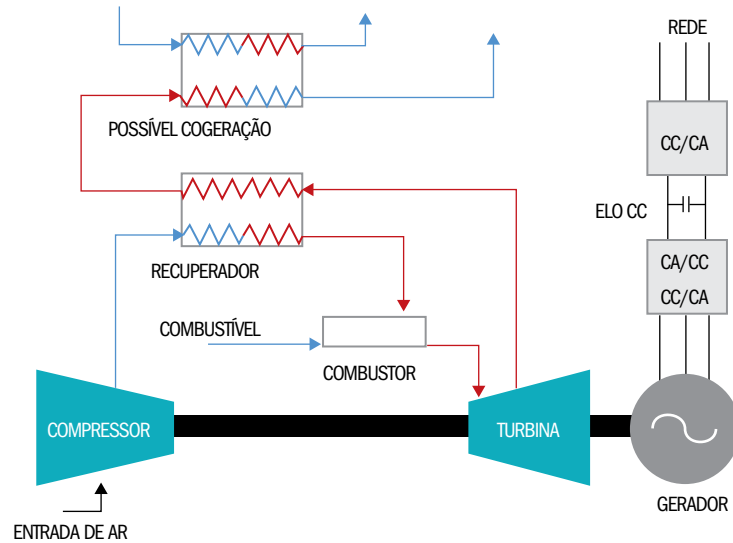 REDE
POSSÍVEL COGERAÇÃO
CC/CA
ELO CC
RECUPERADOR
CA/CC
CC/CA
COMBUSTÍVEL
COMBUSTOR
COMPRESSOR
TURBINA
GERADOR
ENTRADA DE AR